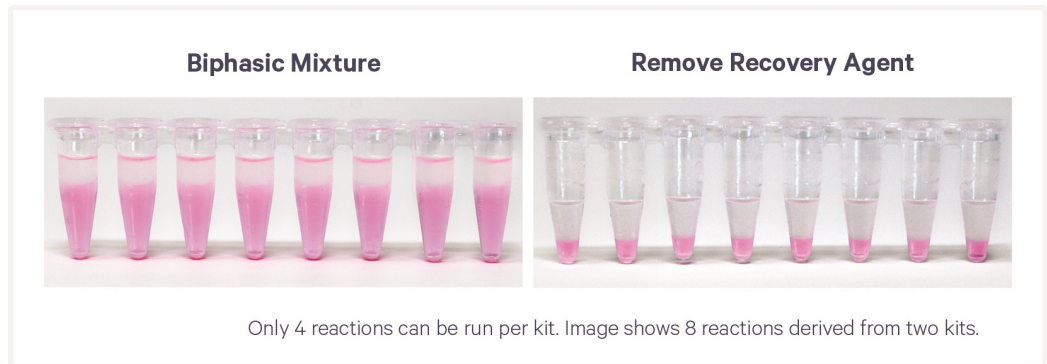 Biphasic Mixture
Remove Recovery Agent
Only 4 reactions can be run per kit. Image shows 8 reactions derived from two kits.